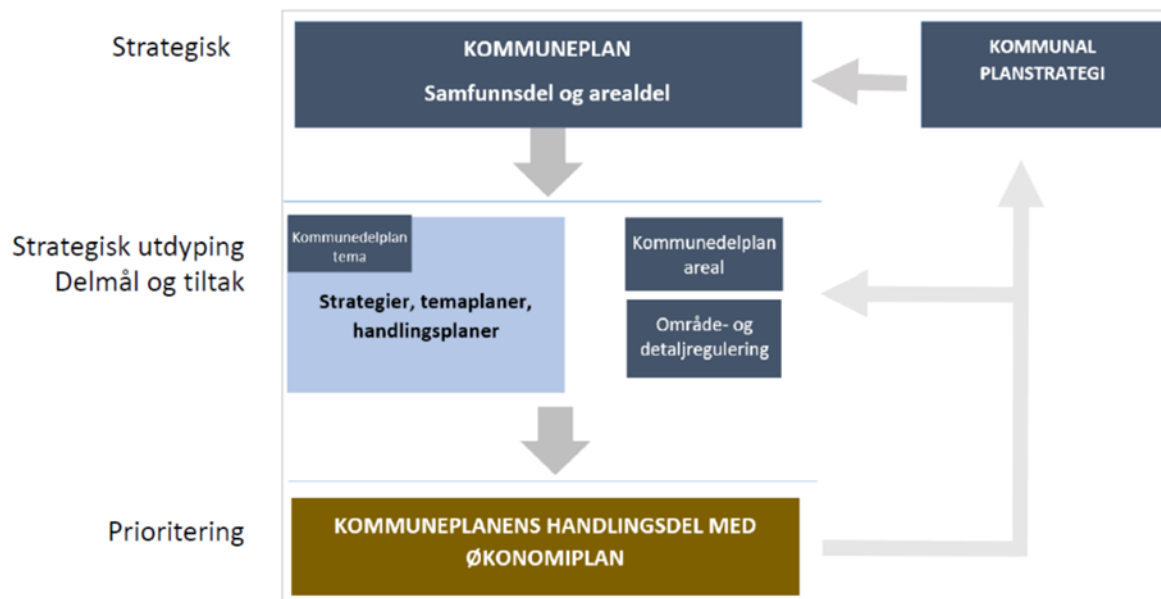 Strategisk
KOMMUNEPLAN
Samfunnsdel og arealdel
KOMMUNAL
PLANSTRATEGI
Strategisk utdyping
Delmål og tiltak
Kommunedelplan
tema
Strategier, temaplaner,
handlingsplaner
Kommunedelplan
areal
Område- og
detaljregulering
Prioritering
KOMMUNEPLANENS HANDLINGSDEL MED
ØKONOMIPLAN